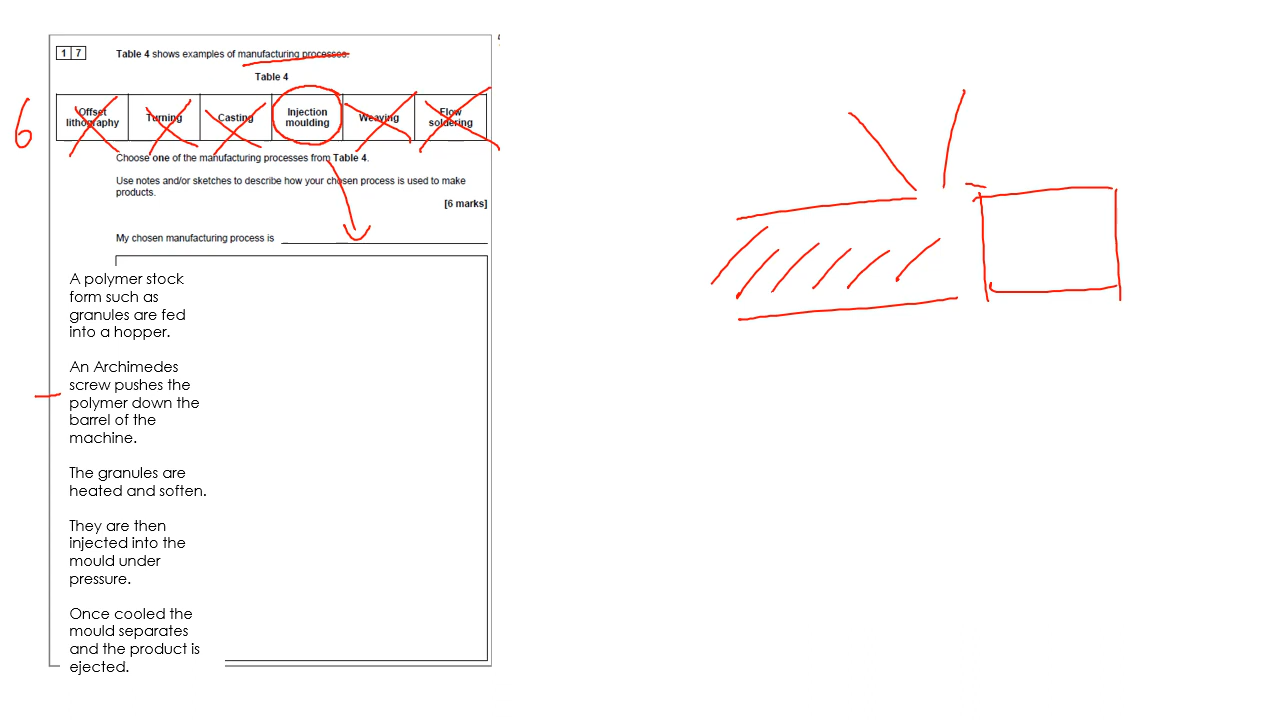 1 7 Table 4 shows examples of manufacturing processes.
Table 4
6
Offset lithography Turning Casting Injection moulding Weaving Flow soldering
Choose one of the manufacturing processes from Table 4.
Use notes and/or sketches to describe how your chosen process is used to make
products.
[6 marks]
My chosen manufacturing process is
A polymer stock
form such as
granules are fed
into a hopper.
An Archimedes
screw pushes the
polymer down the
barrel of the
machine.
The granules are
heated and soften.
They are then
injected into the
mould under
pressure.
Once cooled the
mould separates
and the product is
ejected.